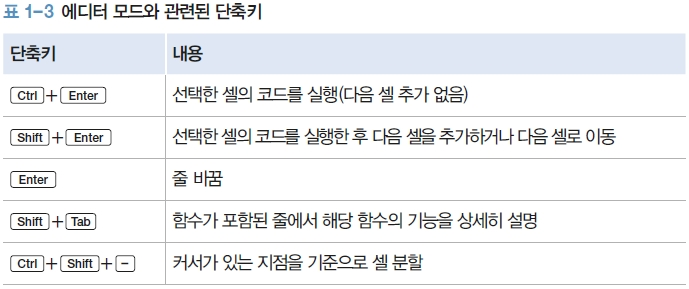 표 1-3 에디터 모드와 관련된 단축키
단축키 내용
Ctrl + Enter 선택한 셀의 코드를 실행(다음 셀 추가 없음)
Shift + Enter 선택한 셀의 코드를 실행한 후 다음 셀을 추가하거나 다음 셀로 이동
Enter 줄 바꿈
Shift + Tab 함수가 포함된 줄에서 해당 함수의 기능을 상세히 설명
Ctrl + Shift + - 커서가 있는 지점을 기준으로 셀 분할